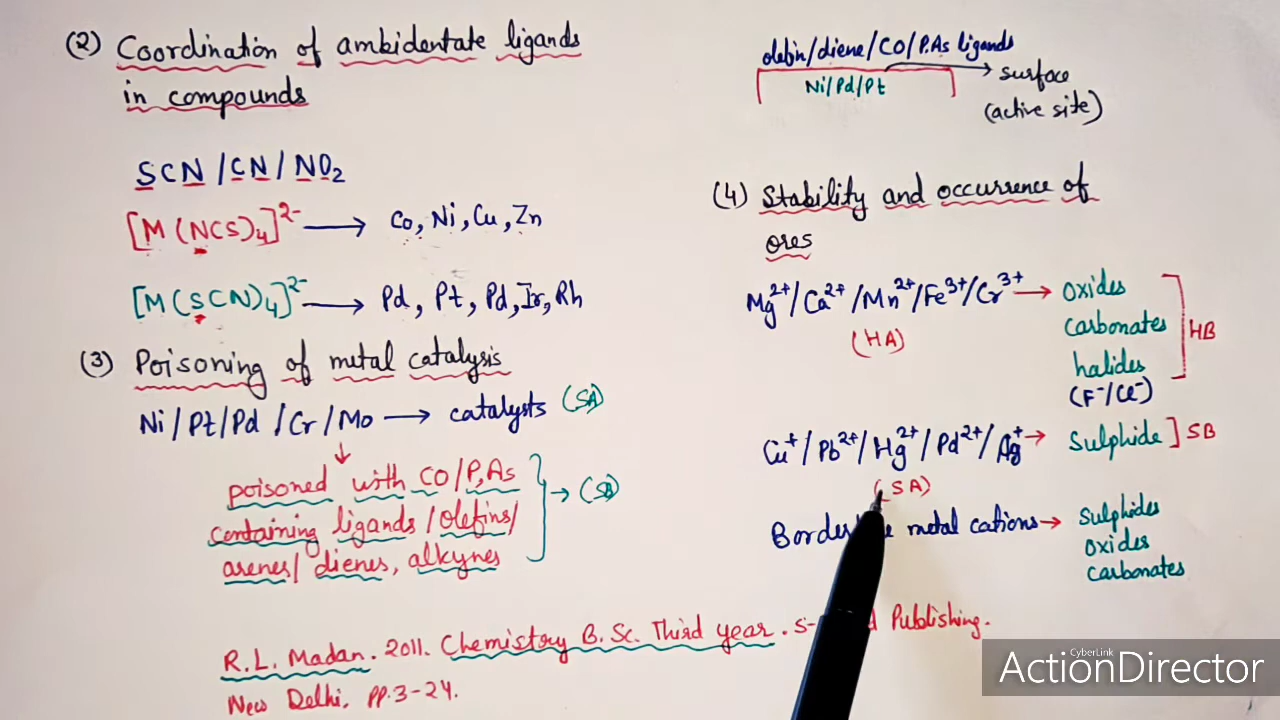 (2) Coordination of ambidentate ligands
in compounds
SCN / CN / NO2
[M(NCS)4]2- → Co, Ni, Cu, Zn
[M(SCN)4]2- → Pd, Pt, Pd, Ir, Rh
(3) Poisoning of metal catalysis
Ni / Pt / Pd / Cr / Mo → catalysts (SA)
↓
poisoned with CO / P, As
containing ligands / olefins /
arenes / dienes, alkynes
→ (SB)
R.L. Madan. 2011. Chemistry B. Sc. Third year. S- Publishing.
New Delhi. pp. 3-24.
olebin/diene/CO/P.As ligands
Ni/Pd/Pt
→ surface
(active site)
(4) Stability and occurrence of
ores
Mg2+/Ca2+/Mn2+/Fe3+/Cr3+ → oxides
carbonates
halides
(F-/Cl-)
HB
(HA)
Cu+/Pb2+/Hg2+/Pd2+/Ag+ → Sulphide ] SB
(SA)
metal cations → Sulphides
oxides
carbonates
CyberLink
ActionDirector